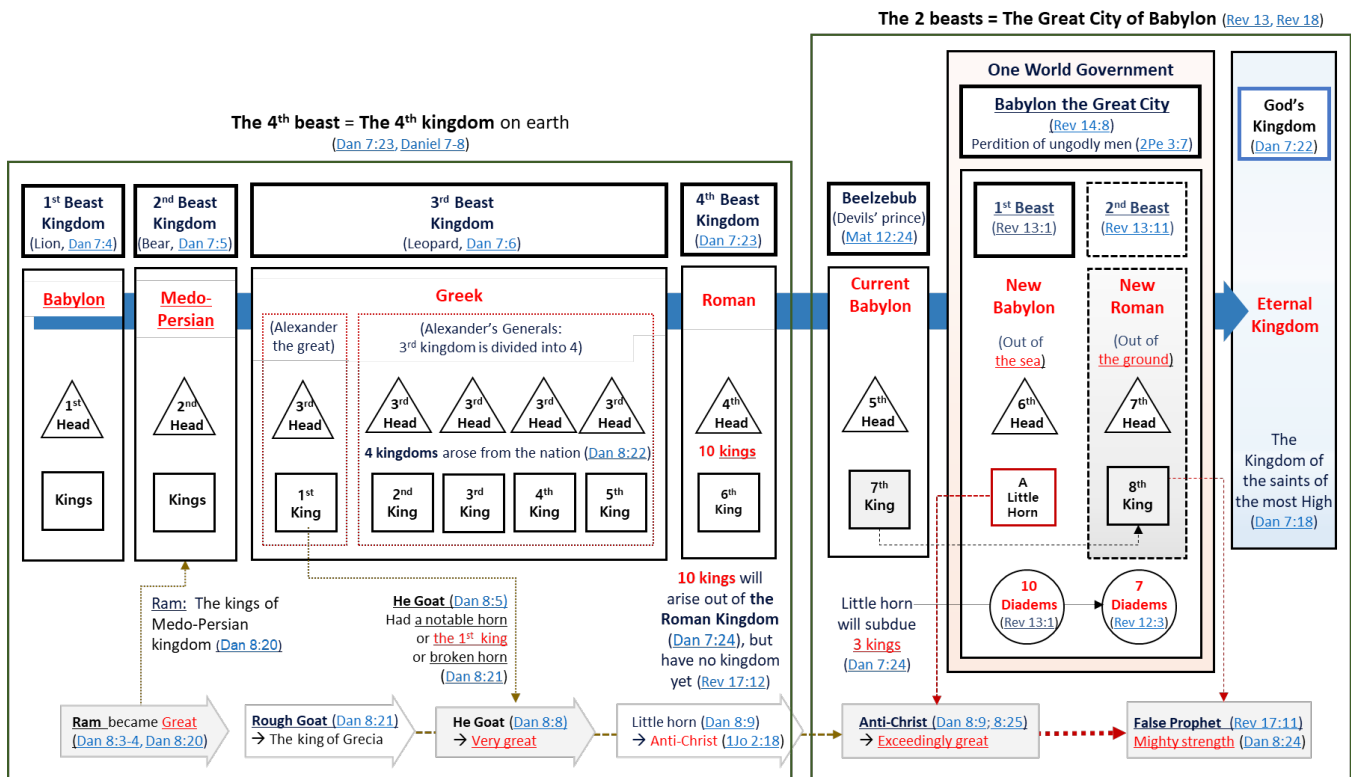 The 2 beasts = The Great City of Babylon (Rev 13, Rev 18)
The 4th beast = The 4th kingdom on earth
(Dan 7:23, Daniel 7-8)
One World Government
Babylon the Great City
(Rev 14:8)
Perdition of ungodly men (2Pe 3:7)
God's
Kingdom
(Dan 7:22)
1st Beast
Kingdom
(Lion, Dan 7:4)
2nd Beast
Kingdom
(Bear, Dan 7:5)
3rd Beast
Kingdom
(Leopard, Dan 7:6)
4th Beast
Kingdom
(Dan 7:23)
Beelzebub
(Devils' prince)
(Mat 12:24)
1st Beast
(Rev 13:1)
2nd Beast
(Rev 13:11)
Babylon
Medo-
Persian
Greek
Roman
Current
Babylon
New
Babylon
New
Roman
Eternal
Kingdom
(Alexander
the great)
(Alexander's Generals:
3rd kingdom is divided into 4)
(Out of
the sea)
(Out of
the ground)
1st
Head
2nd
Head
3rd
Head
3rd
Head
3rd
Head
3rd
Head
3rd
Head
4th
Head
5th
Head
6th
Head
7th
Head
4 kingdoms arose from the nation (Dan 8:22)
10 kings
Kings
Kings
1st
King
2nd
King
3rd
King
4th
King
5th
King
6th
King
7th
King
A
Little
Horn
8th
King
The
Kingdom of
the saints of
the most High
(Dan 7:18)
Ram: The kings of
Medo-Persian
kingdom (Dan 8:20)
He Goat (Dan 8:5)
Had a notable horn
or the 1st king
or broken horn
(Dan 8:21)
10 kings will
arise out of the
Roman Kingdom
(Dan 7:24), but
have no kingdom
yet (Rev 17:12)
Little horn
will subdue
3 kings
(Dan 7:24)
10
Diadems
(Rev 13:1)
7
Diadems
(Rev 12:3)
Ram became Great
(Dan 8:3-4, Dan 8:20)
Rough Goat (Dan 8:21)
→ The king of Grecia
He Goat (Dan 8:8)
→ Very great
Little horn (Dan 8:9)
→ Anti-Christ (1Jo 2:18)
Anti-Christ (Dan 8:9; 8:25)
→ Exceedingly great
False Prophet (Rev 17:11)
Mighty strength (Dan 8:24)